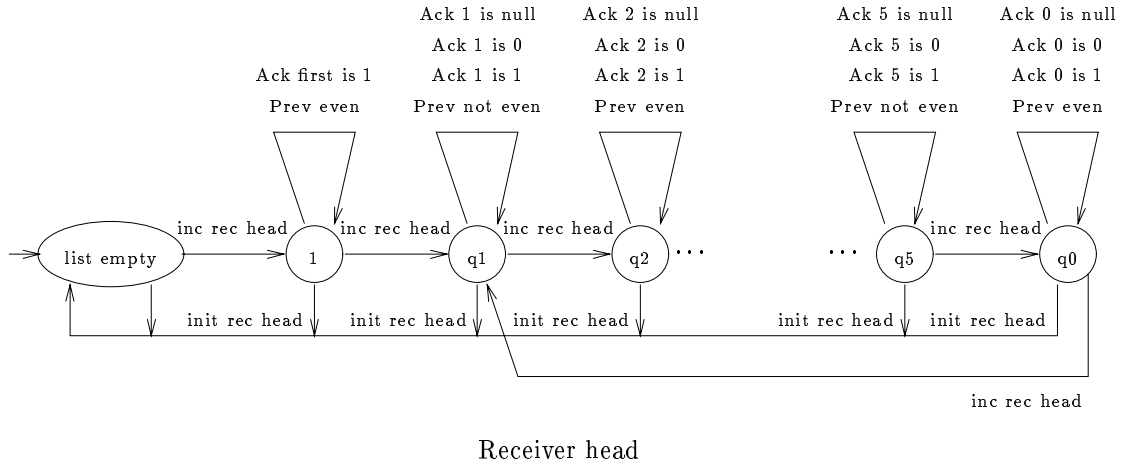 Ack 1 is null
Ack 2 is null
Ack 5 is null
Ack 0 is null
Ack 1 is 0
Ack 2 is 0
Ack 5 is 0
Ack 0 is 0
Ack first is 1
Ack 1 is 1
Ack 2 is 1
Ack 5 is 1
Ack 0 is 1
Prev even
Prev not even
Prev even
Prev not even
Prev even
inc rec head
inc rec head
inc rec head
inc rec head
list empty
1
q1
q2
...
...
q5
q0
init rec head
init rec head
init rec head
init rec head
init rec head
inc rec head
Receiver head